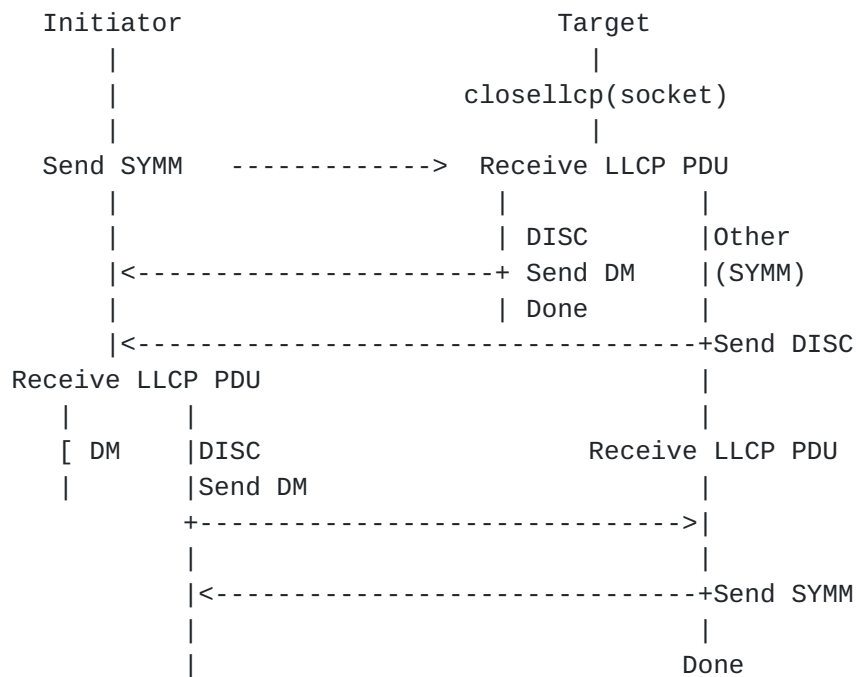 Initiator Target
| |
| closellcp(socket)
| |
Send SYMM -------------> Receive LLCP PDU
| | |
| | DISC |Other
|<-----------------------+ Send DM |(SYMM)
| | Done |
|<-------------------------------------+Send DISC
Receive LLCP PDU |
| | |
[ DM |DISC Receive LLCP PDU
| |Send DM |
+------------------------------->|
| |
|<-------------------------------+Send SYMM
| |
| Done